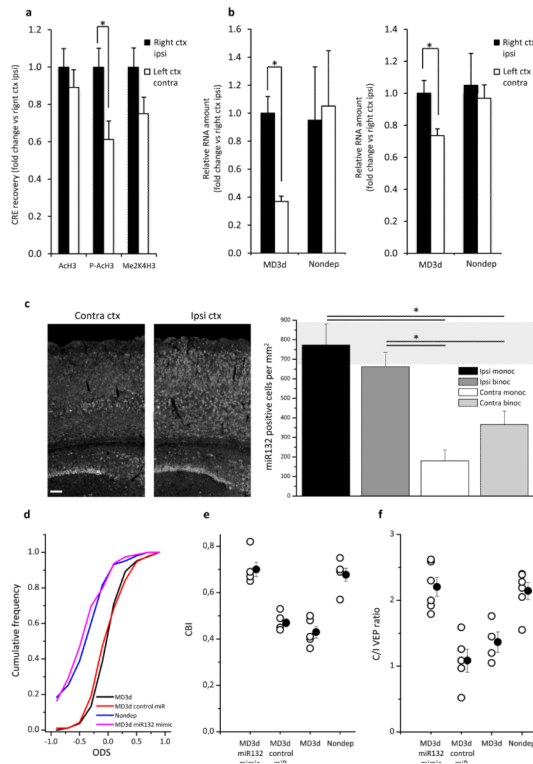 a
CRE recovery (fold change vs right ctx ipsi)
1.2
1.0
0.8
0.6
0.4
0.2
0.0
*
Right ctx
ipsi
Left ctx
contra
AcH3 P-AcH3 Me2K4H3
b
Relative RNA amount
(fold change vs right ctx ipsi)
1.4
1.2
1.0
0.8
0.6
0.4
0.2
0.0
*
MD3d Nondep
Relative RNA amount
(fold change vs right ctx ipsi)
1.4
1.2
1.0
0.8
0.6
0.4
0.2
0.0
*
Right ctx
ipsi
Left ctx
contra
MD3d Nondep
c
Contra ctx Ipsi ctx
miR132 positive cells per mm2
900
800
700
600
500
400
300
200
100
0
*
*
Ipsi monoc
Ipsi binoc
Contra monoc
Contra binoc
d
Cumulative frequency
1.0
0.8
0.6
0.4
0.2
0.0
MD3d
MD3d control miR
Nondep
MD3d miR132 mimic
-0.9 -0.5 0.0 0.5 0.9
ODS
e
CBI
0,8
0,6
0,4
0,2
0,0
MD3d
miR132
mimic
MD3d
control
miR
MD3d
Nondep
f
C/I VEP ratio
3
2
1
0
MD3d
miR132
mimic
MD3d
control
miR
MD3d
Nondep